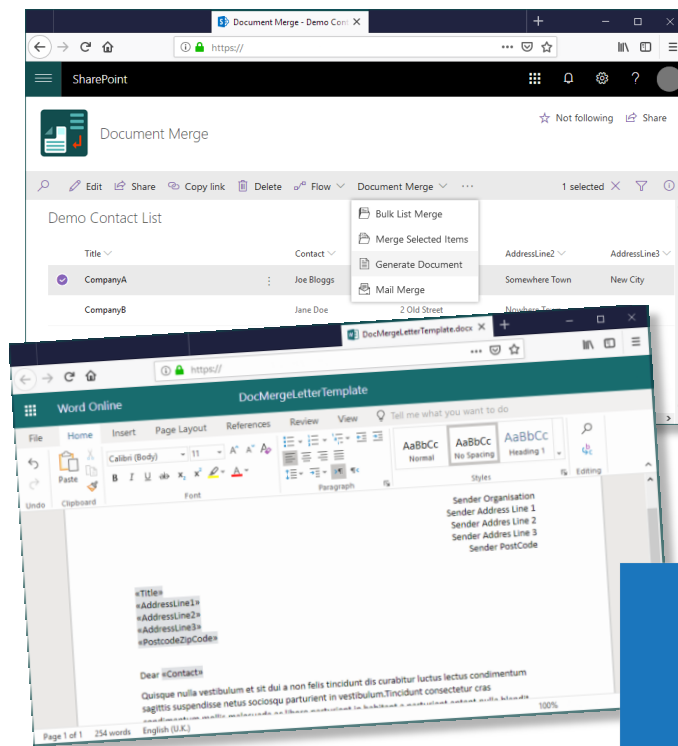 Document Merge - Demo Cont
https://
SharePoint
Document Merge
Not following Share
Edit Share Copy link Delete Flow Document Merge 1 selected
Demo Contact List
Bulk List Merge
Merge Selected Items
Generate Document
Mail Merge
Title Contact AddressLine2 AddressLine3
CompanyA Joe Bloggs Somewhere Town New City
CompanyB Jane Doe 2 Old Street Nowhere
DocMergeLetterTemplate.docx
https://
Word Online DocMergeLetterTemplate
File Home Insert Page Layout References Review View Tell me what you want to do
Calibri (Body) 11
AaBbCc AaBbCc AaBbCc
Normal No Spacing Heading 1
Paste
B I U ab x₂ x² A
Undo Clipboard Font Paragraph Styles Editing
Sender Organisation
Sender Address Line 1
Sender Addres Line 2
Sender Addres Line 3
Sender PostCode
«Title»
«AddressLine1»
«AddressLine2»
«AddressLine3»
«PostcodeZipCode»
Dear «Contact»
Quisque nulla vestibulum et sit dui a non felis tincidunt dis curabitur luctus lectus condimentum
sagittis suspendisse netus sociosqu parturient in vestibulum.Tincidunt consectetur cras
Page 1 of 1 254 words English (U.K.) 100%